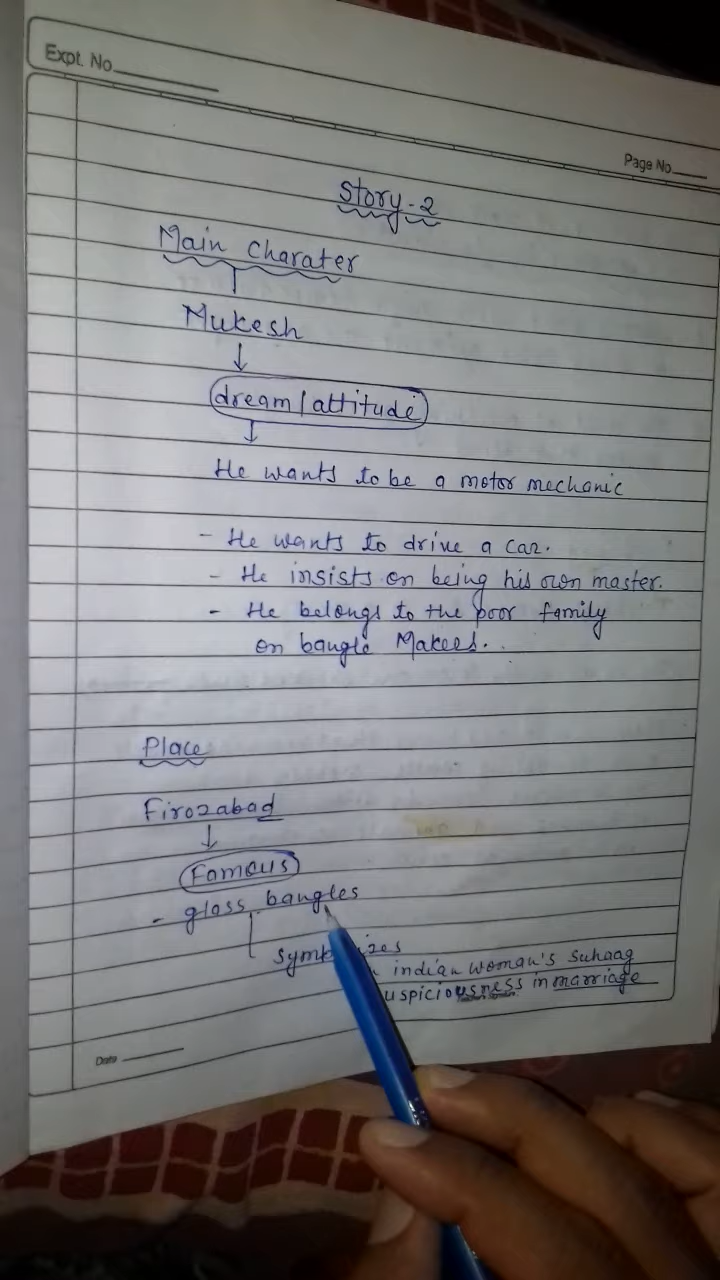 Expt. No
Page No
Story-2
Main Charater
Mukesh
dream/attitude
He wants to be a motor mechanic
- He wants to drive a car.
- He insists on being his own master.
- He belongs to the poor family
on bangle Makees..
Place
Firozabad
Famous
- glass bangles
indian woman's suhaag
uspiciousness in marriage
Date